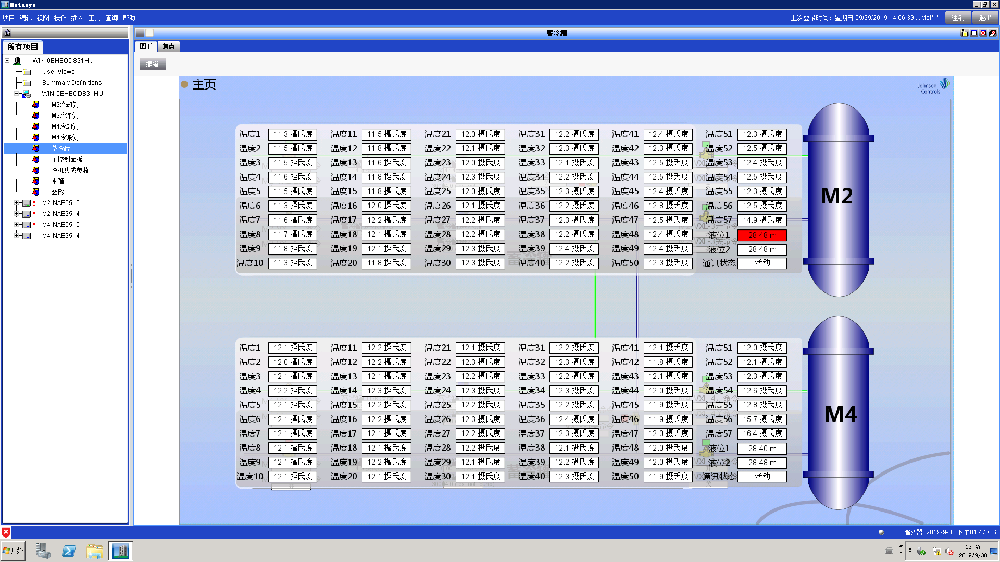 Metasys
项目 编辑 视图 操作 插入 工具 查询 帮助
上次登录时间: 星期日 09/29/2019 14:06:39 ... Met***
注销 退出
蓄冷罐
所有项目
图形 焦点
编辑
WIN-0EHEODS31HU
User Views
Summary Definitions
WIN-0EHEODS31HU
M2冷却侧
M2冷冻侧
M4冷却侧
M4冷冻侧
蓄冷罐
主控制面板
冷机集成参数
水箱
图形1
M2-NAE5510
M2-NAE3514
M4-NAE5510
M4-NAE3514
主页
Johnson
Controls
温度1 11.3 摄氏度 温度11 11.5 摄氏度 温度21 12.0 摄氏度 温度31 12.2 摄氏度 温度41 12.4 摄氏度 温度51 12.3 摄氏度
温度2 11.5 摄氏度 温度12 11.8 摄氏度 温度22 12.1 摄氏度 温度32 12.3 摄氏度 温度42 12.3 摄氏度 温度52 12.5 摄氏度
温度3 11.5 摄氏度 温度13 11.6 摄氏度 温度23 12.0 摄氏度 温度33 12.1 摄氏度 温度43 12.5 摄氏度 温度53 12.4 摄氏度
温度4 11.6 摄氏度 温度14 11.8 摄氏度 温度24 12.3 摄氏度 温度34 12.2 摄氏度 温度44 12.5 摄氏度 温度54 12.5 摄氏度
温度5 11.5 摄氏度 温度15 11.8 摄氏度 温度25 12.0 摄氏度 温度35 12.3 摄氏度 温度45 12.4 摄氏度 温度55 12.3 摄氏度
温度6 11.3 摄氏度 温度16 12.0 摄氏度 温度26 12.1 摄氏度 温度36 12.2 摄氏度 温度46 12.8 摄氏度 温度56 12.5 摄氏度
温度7 11.6 摄氏度 温度17 12.2 摄氏度 温度27 12.2 摄氏度 温度37 12.3 摄氏度 温度47 12.5 摄氏度 温度57 14.9 摄氏度
温度8 11.7 摄氏度 温度18 12.1 摄氏度 温度28 12.2 摄氏度 温度38 12.2 摄氏度 温度48 12.4 摄氏度 液位1 28.48 m
温度9 11.8 摄氏度 温度19 12.1 摄氏度 温度29 12.3 摄氏度 温度39 12.4 摄氏度 温度49 12.4 摄氏度 液位2 28.48 m
温度10 11.3 摄氏度 温度20 11.8 摄氏度 温度30 12.3 摄氏度 温度40 12.2 摄氏度 温度50 12.3 摄氏度 通讯状态 活动
M2
温度1 12.1 摄氏度 温度11 12.2 摄氏度 温度21 12.1 摄氏度 温度31 12.2 摄氏度 温度41 12.1 摄氏度 温度51 12.0 摄氏度
温度2 12.0 摄氏度 温度12 12.2 摄氏度 温度22 12.3 摄氏度 温度32 12.3 摄氏度 温度42 11.8 摄氏度 温度52 12.1 摄氏度
温度3 12.1 摄氏度 温度13 12.1 摄氏度 温度23 12.2 摄氏度 温度33 12.2 摄氏度 温度43 12.1 摄氏度 温度53 12.3 摄氏度
温度4 12.2 摄氏度 温度14 12.3 摄氏度 温度24 12.3 摄氏度 温度34 12.3 摄氏度 温度44 12.0 摄氏度 温度54 12.6 摄氏度
温度5 12.1 摄氏度 温度15 12.2 摄氏度 温度25 12.2 摄氏度 温度35 12.2 摄氏度 温度45 11.9 摄氏度 温度55 12.8 摄氏度
温度6 12.1 摄氏度 温度16 12.2 摄氏度 温度26 12.3 摄氏度 温度36 12.4 摄氏度 温度46 11.9 摄氏度 温度56 15.7 摄氏度
温度7 12.1 摄氏度 温度17 12.1 摄氏度 温度27 12.2 摄氏度 温度37 12.3 摄氏度 温度47 12.0 摄氏度 温度57 16.4 摄氏度
温度8 12.1 摄氏度 温度18 12.1 摄氏度 温度28 12.2 摄氏度 温度38 12.1 摄氏度 温度48 12.0 摄氏度 液位1 28.40 m
温度9 12.1 摄氏度 温度19 12.2 摄氏度 温度29 12.1 摄氏度 温度39 12.2 摄氏度 温度49 12.0 摄氏度 液位2 28.48 m
温度10 12.1 摄氏度 温度20 12.1 摄氏度 温度30 12.1 摄氏度 温度40 12.3 摄氏度 温度50 11.9 摄氏度 通讯状态 活动
M4
服务器: 2019-9-30 下午01:47 CST
开始
13:47
2019/9/30